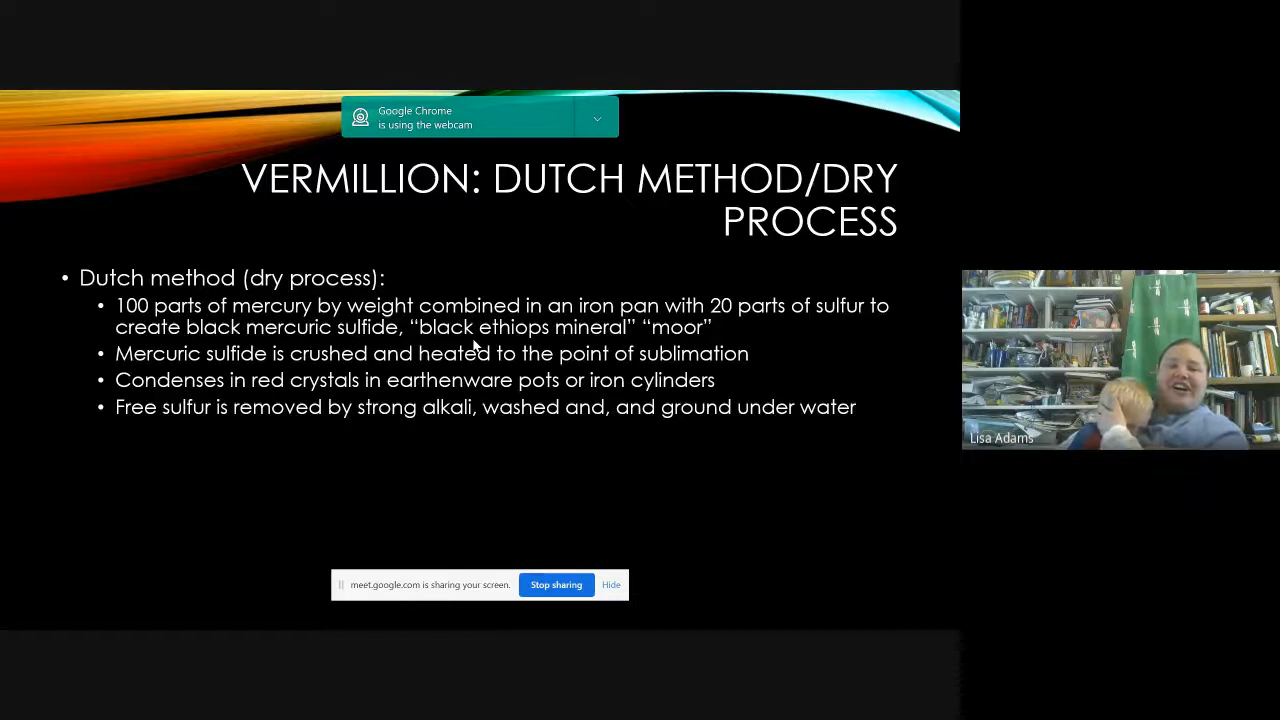 Google Chrome
is using the webcam
VERMILLION: DUTCH METHOD/DRY
PROCESS
• Dutch method (dry process):
• 100 parts of mercury by weight combined in an iron pan with 20 parts of sulfur to
create black mercuric sulfide, “black ethiops mineral” “moor”
• Mercuric sulfide is crushed and heated to the point of sublimation
• Condenses in red crystals in earthenware pots or iron cylinders
• Free sulfur is removed by strong alkali, washed and, and ground under water
Lisa Adams
meet.google.com is sharing your screen. Stop sharing Hide